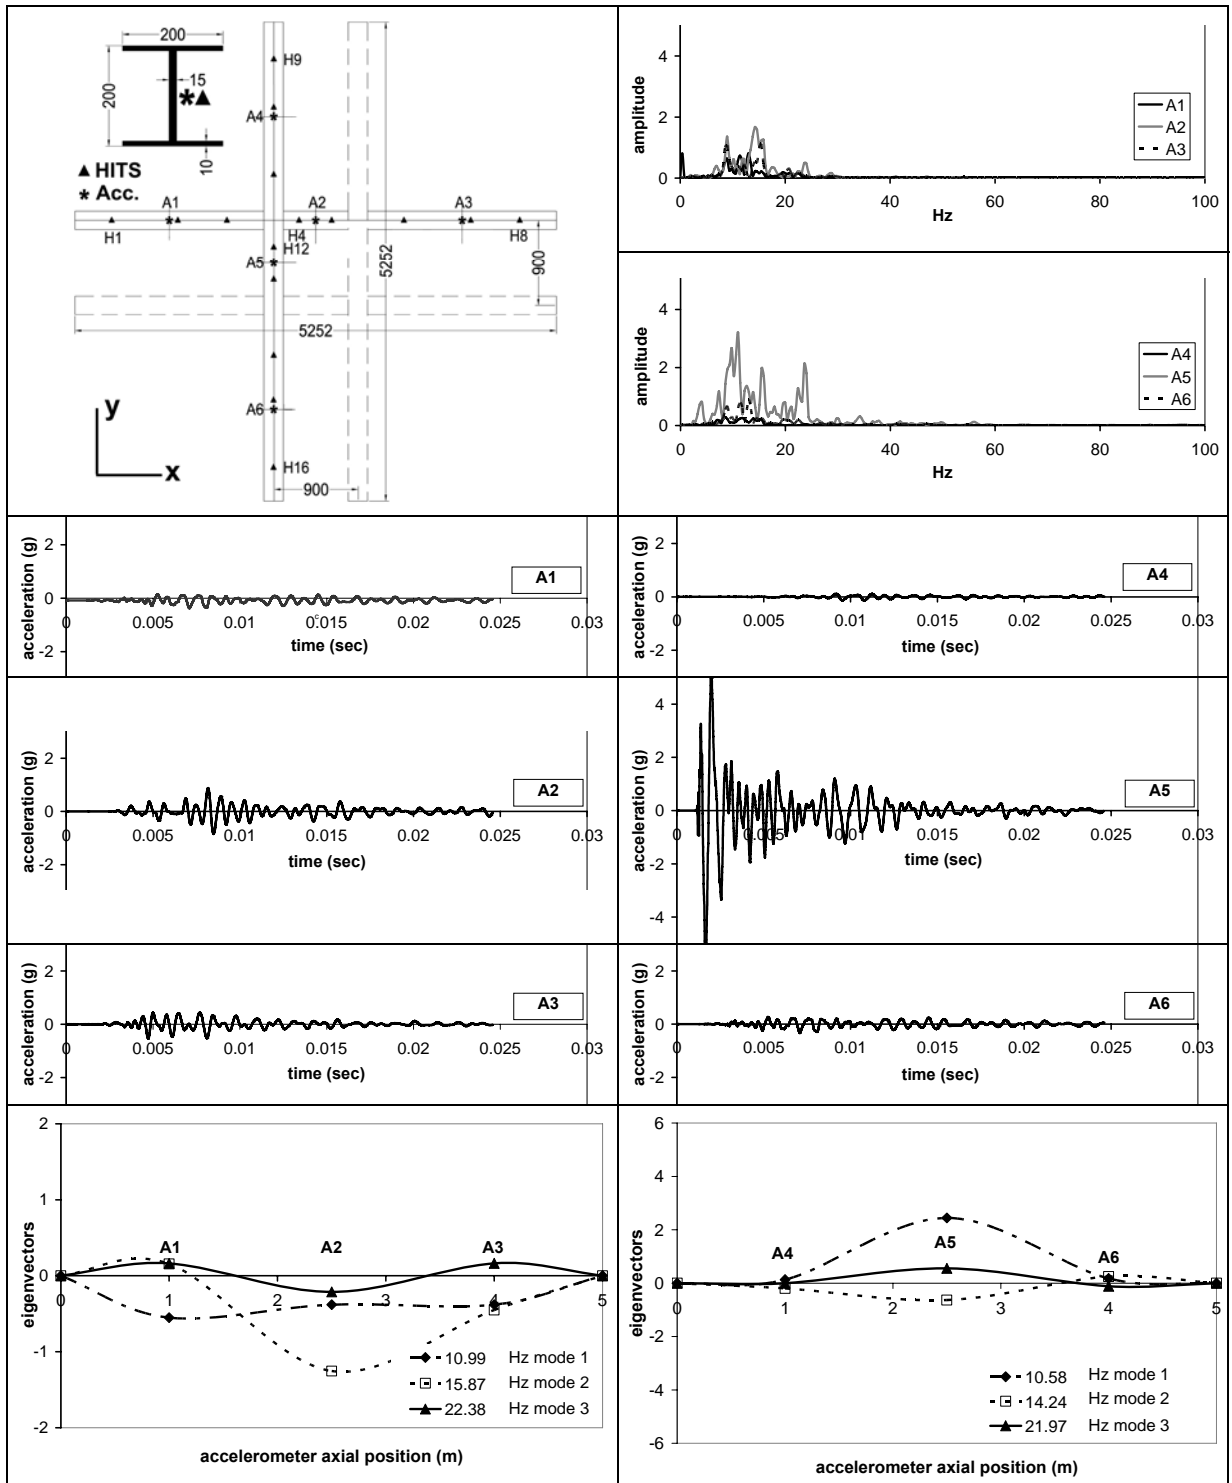 200
H9
15
200
A4
10
▲ HITS
* Acc.
A1 A2 A3
H1 H4 H8
H12
A5
5252
900
5252
A6
y
x
H16
900
amplitude
4
2
0
0 20 40 60 80 100
Hz
A1
A2
A3
amplitude
4
2
0
0 20 40 60 80 100
Hz
A4
A5
A6
acceleration (g)
2
0
-2
0 0.005 0.01 0.015 0.02 0.025 0.03
time (sec)
A1
acceleration (g)
2
0
-2
0 0.005 0.01 0.015 0.02 0.025 0.03
time (sec)
A4
acceleration (g)
2
0
-2
0 0.005 0.01 0.015 0.02 0.025 0.03
time (sec)
A2
acceleration (g)
4
2
0
-2
-4
0 0.005 0.01 0.015 0.02 0.025 0.03
time (sec)
A5
acceleration (g)
2
0
-2
0 0.005 0.01 0.015 0.02 0.025 0.03
time (sec)
A3
acceleration (g)
2
0
-2
0 0.005 0.01 0.015 0.02 0.025 0.03
time (sec)
A6
eigenvectors
2
1
0
-1
-2
0 1 2 3 4 5
A1 A2 A3
10.99 Hz mode 1
15.87 Hz mode 2
22.38 Hz mode 3
accelerometer axial position (m)
eigenvectors
6
4
2
0
-2
-4
-6
0 1 2 3 4 5
A4 A5 A6
10.58 Hz mode 1
14.24 Hz mode 2
21.97 Hz mode 3
accelerometer axial position (m)